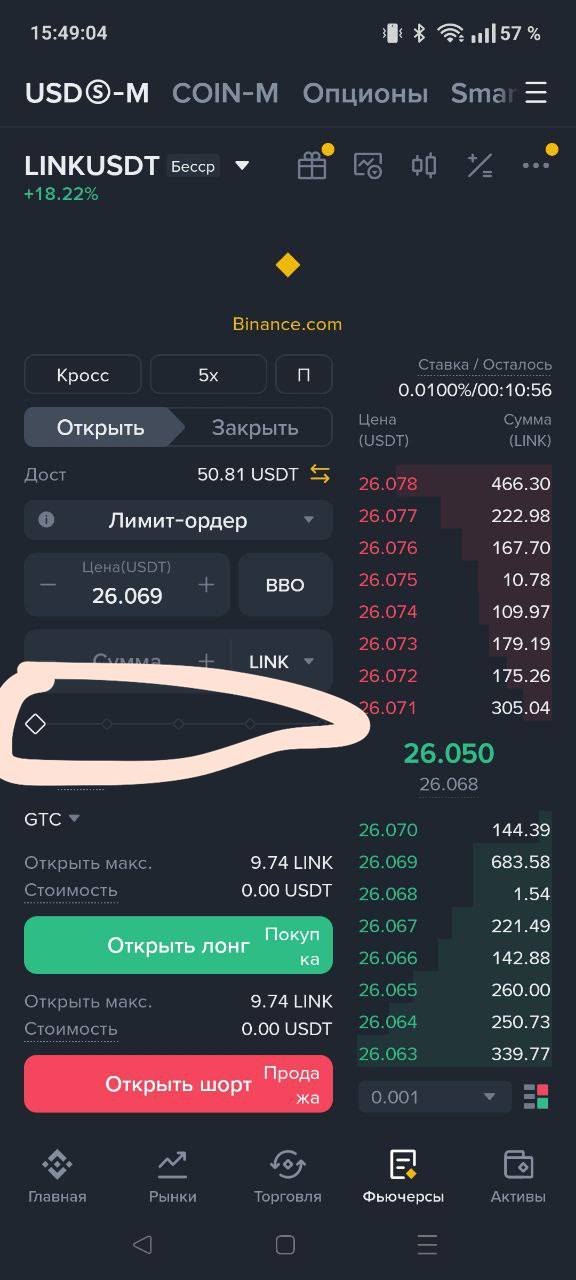 15:49:04
57 %
USDⓈ-M COIN-M Опционы Smar
LINKUSDT Бесср
+18.22%
Binance.com
Кросс 5x П
Ставка / Осталось
0.0100%/00:10:56
Открыть Закрыть
Цена Сумма
(USDT) (LINK)
Дост 50.81 USDT
Лимит-ордер
Цена(USDT)
− 26.069 +
BBO
Сумма + LINK
26.078 466.30
26.077 222.98
26.076 167.70
26.075 10.78
26.074 109.97
26.073 179.19
26.072 175.26
26.071 305.04
26.050
26.068
GTC
Открыть макс. 9.74 LINK
Стоимость 0.00 USDT
Открыть лонг Покуп
ка
Открыть макс. 9.74 LINK
Стоимость 0.00 USDT
Открыть шорт Прода
жа
26.070 144.39
26.069 683.58
26.068 1.54
26.067 221.49
26.066 142.88
26.065 260.00
26.064 250.73
26.063 339.77
0.001
Главная Рынки Торговля Фьючерсы Активы